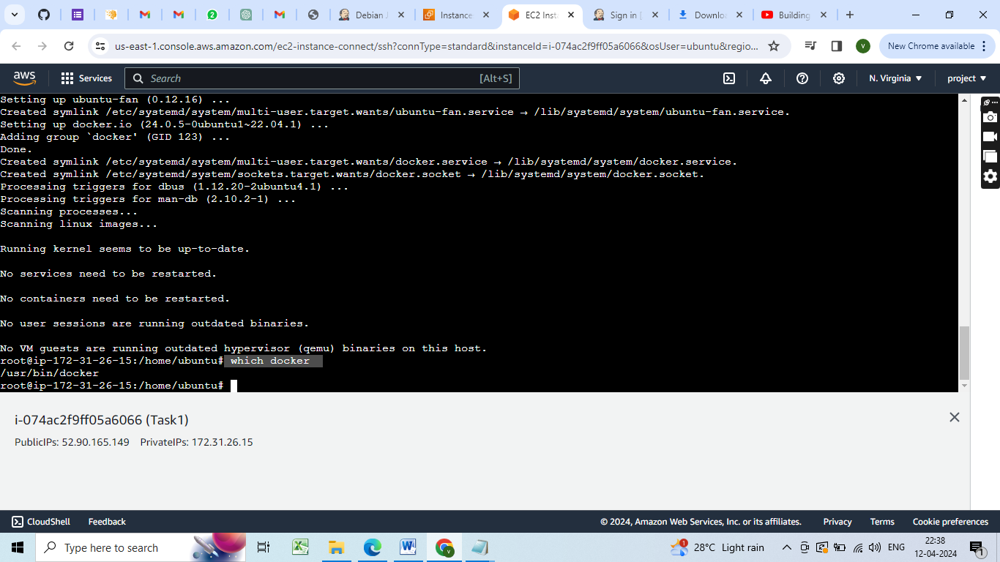 2
Debian J
Instance
EC2 Inst
Sign in [
Downloa
Building
us-east-1.console.aws.amazon.com/ec2-instance-connect/ssh?connType=standard&instanceId=i-074ac2f9ff05a6066&osUser=ubuntu&regio...
V
New Chrome available
aws
Services
Search
[Alt+S]
N. Virginia
project
Setting up ubuntu-fan (0.12.16) ...
Created symlink /etc/systemd/system/multi-user.target.wants/ubuntu-fan.service → /lib/systemd/system/ubuntu-fan.service.
Setting up docker.io (24.0.5-0ubuntu1~22.04.1) ...
Adding group `docker' (GID 123) ...
Done.
Created symlink /etc/systemd/system/multi-user.target.wants/docker.service → /lib/systemd/system/docker.service.
Created symlink /etc/systemd/system/sockets.target.wants/docker.socket → /lib/systemd/system/docker.socket.
Processing triggers for dbus (1.12.20-2ubuntu4.1) ...
Processing triggers for man-db (2.10.2-1) ...
Scanning processes...
Scanning linux images...
Running kernel seems to be up-to-date.
No services need to be restarted.
No containers need to be restarted.
No user sessions are running outdated binaries.
No VM guests are running outdated hypervisor (qemu) binaries on this host.
root@ip-172-31-26-15:/home/ubuntu# which docker
/usr/bin/docker
root@ip-172-31-26-15:/home/ubuntu#
i-074ac2f9ff05a6066 (Task1)
PublicIPs: 52.90.165.149 PrivateIPs: 172.31.26.15
CloudShell
Feedback
© 2024, Amazon Web Services, Inc. or its affiliates.
Privacy
Terms
Cookie preferences
Type here to search
1
28°C Light rain
ENG
22:38
12-04-2024
1